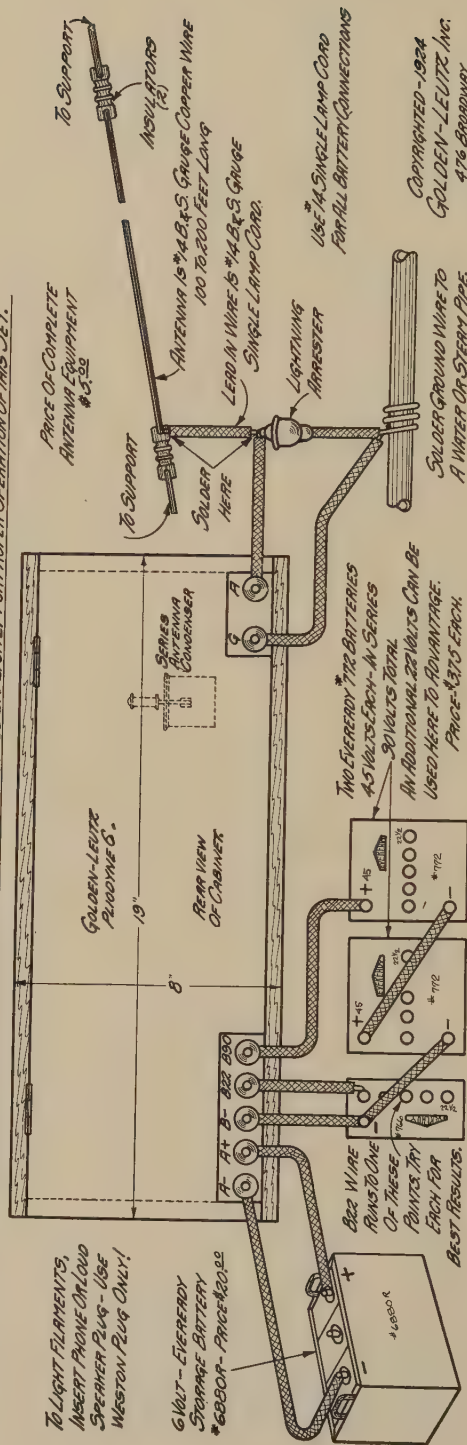 PRICE OF COMPLETE
ANTENNA EQUIPMENT
$5.00
TO SUPPORT
INSULATORS
(2)
ANTENNA IS #14 B.&S. GAUGE COPPER WIRE
100 TO 200 FEET LONG
TO SUPPORT
LEAD IN WIRE IS #14 B.&S. GAUGE
SINGLE LAMP CORD.
SOLDER
HERE
LIGHTNING
ARRESTER
USE #14 SINGLE LAMP CORD
FOR ALL BATTERY CONNECTIONS
SOLDER GROUND WIRE TO
A WATER OR STEAM PIPE.
COPYRIGHTED-1924
GOLDEN-LEUTZ INC.
476 BROADWAY
GOLDEN-LEUTZ
PLIODYNE 6.
19"
8"
REAR VIEW
OF CABINET.
SERIES
ANTENNA
CONDENSER
G A
A- A+ B- B22 B90
TO LIGHT FILAMENTS,
INSERT PHONE OR LOUD
SPEAKER PLUG - USE
WESTON PLUG ONLY!
6 VOLT - EVEREADY
STORAGE BATTERY
#6880R - PRICE $20.00
- +
#6880R
B22 WIRE
RUNS TO ONE
OF THESE
POINTS, TRY
EACH FOR
BEST RESULTS.
-
#766
22½
+45
22½
#772
-
+45
22½
#772
-
TWO EVEREADY #772 BATTERIES
45 VOLTS EACH - IN SERIES
90 VOLTS TOTAL
AN ADDITIONAL 22 VOLTS CAN BE
USED HERE TO ADVANTAGE.
PRICE - $3.75 EACH.